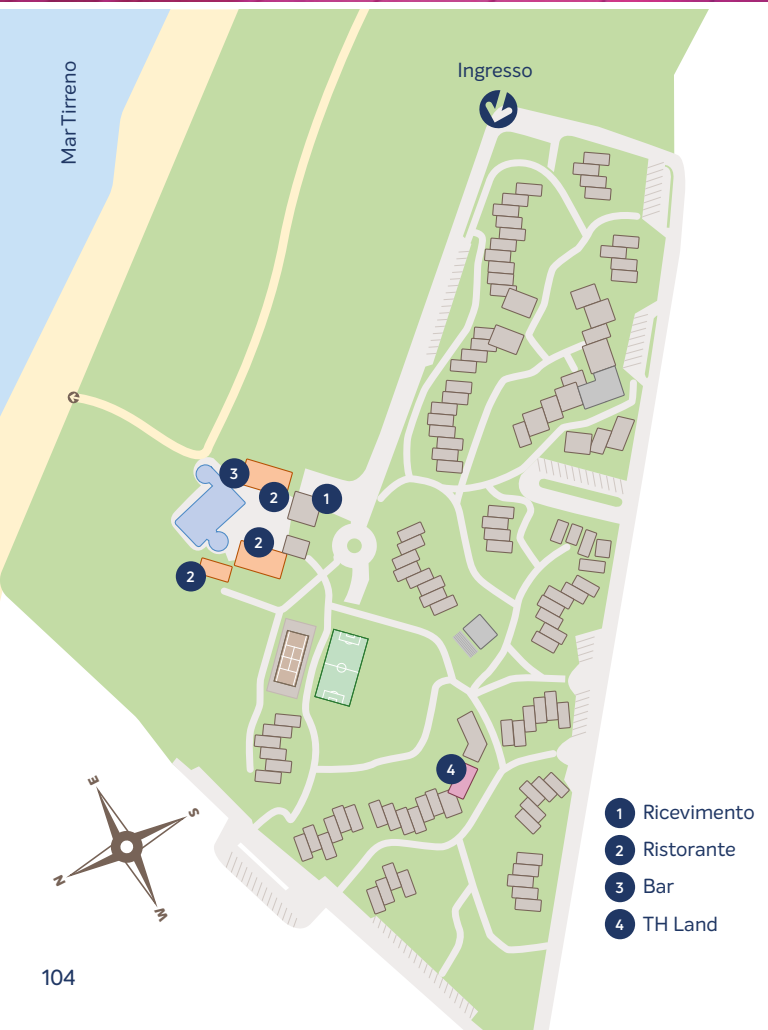 Ingresso
Mar Tirreno
3
2
1
2
2
4
E
S
N
W
1 Ricevimento
2 Ristorante
3 Bar
4 TH Land
104